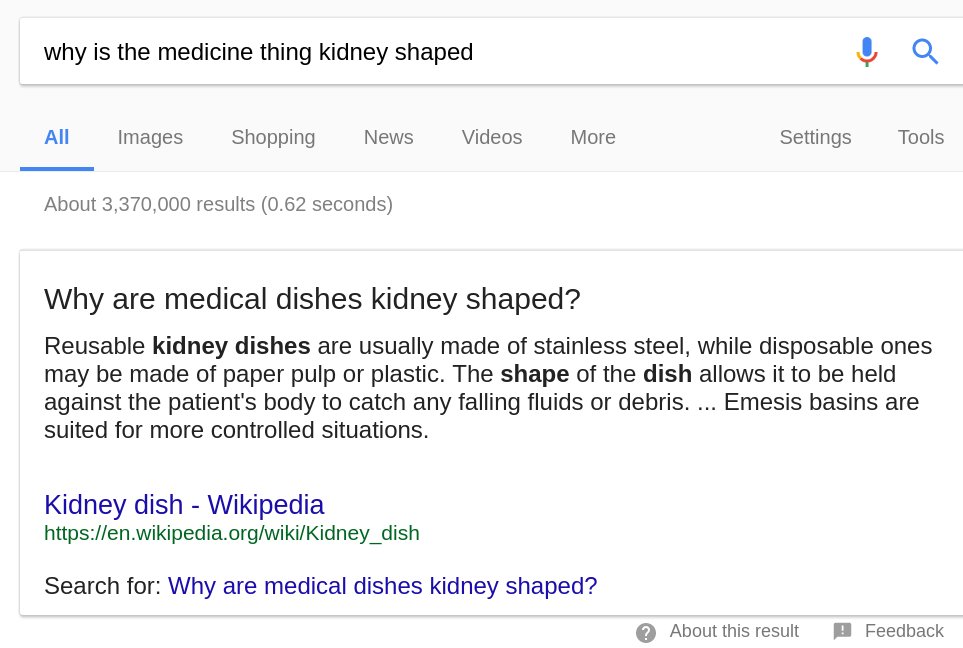 why is the medicine thing kidney shaped
All Images Shopping News Videos More Settings Tools
About 3,370,000 results (0.62 seconds)
Why are medical dishes kidney shaped?
Reusable kidney dishes are usually made of stainless steel, while disposable ones
may be made of paper pulp or plastic. The shape of the dish allows it to be held
against the patient's body to catch any falling fluids or debris. ... Emesis basins are
suited for more controlled situations.
Kidney dish - Wikipedia
https://en.wikipedia.org/wiki/Kidney_dish
Search for: Why are medical dishes kidney shaped?
About this result Feedback